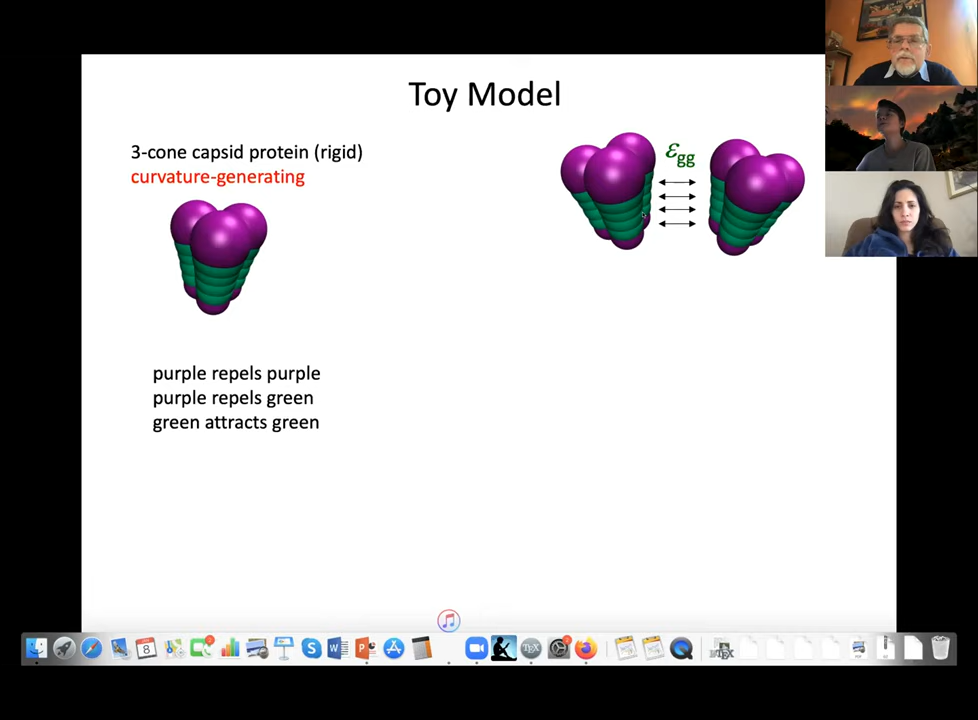 Toy Model
3-cone capsid protein (rigid)
curvature-generating
εgg
purple repels purple
purple repels green
green attracts green
8